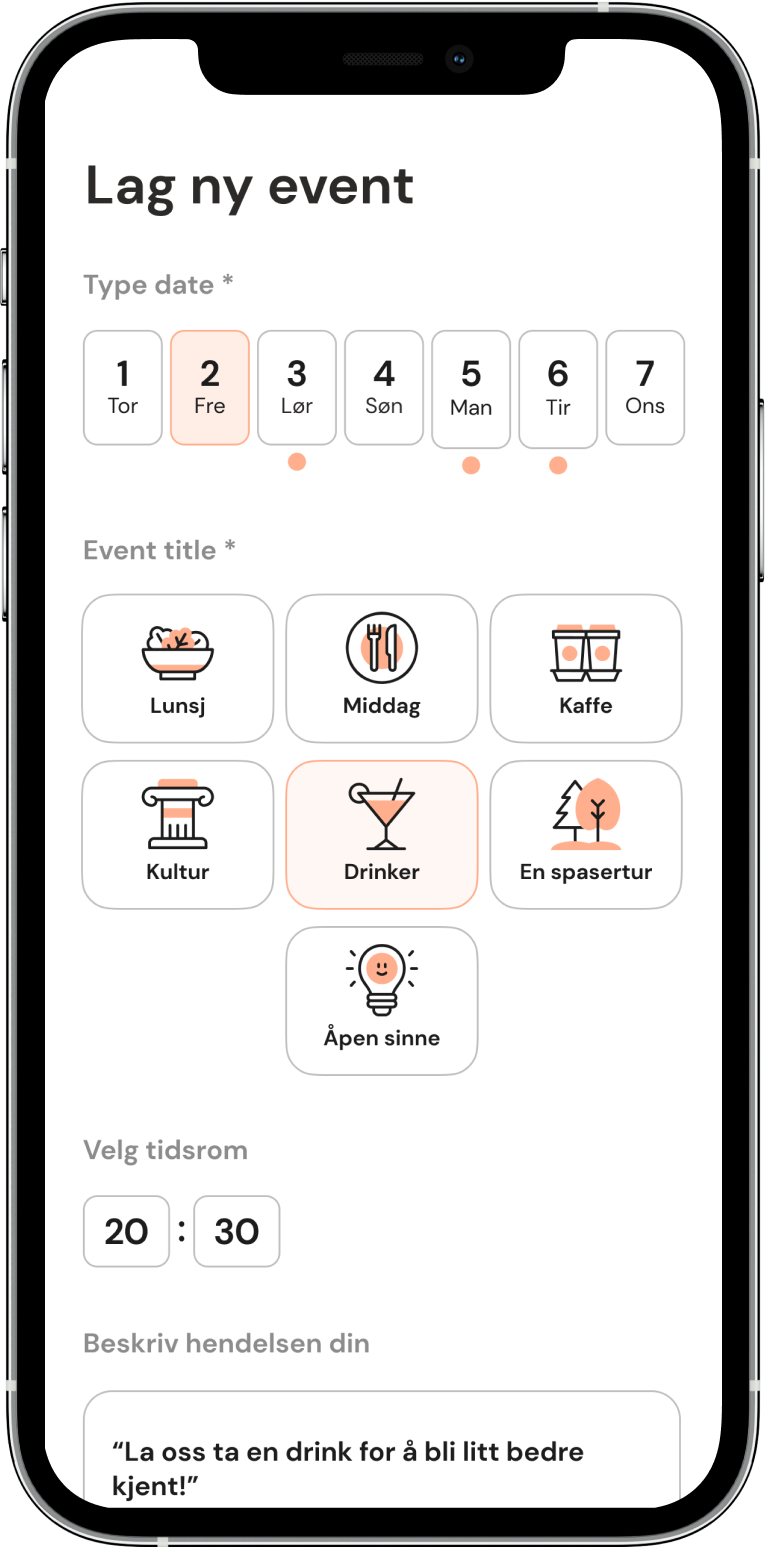 Lag ny event
Type date *
1 2 3 4 5 6 7
Tor Fre Lør Søn Man Tir Ons
Event title *
Lunsj Middag Kaffe
Kultur Drinker En spasertur
Åpen sinne
Velg tidsrom
20 : 30
Beskriv hendelsen din
“La oss ta en drink for å bli litt bedre
kjent!”